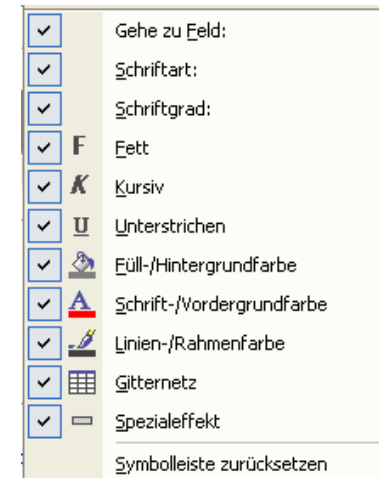 Gehe zu Feld:
Schriftart:
Schriftgrad:
F Fett
K Kursiv
U Unterstrichen
Füll-/Hintergrundfarbe
A Schrift-/Vordergrundfarbe
Linien-/Rahmenfarbe
Gitternetz
Spezialeffekt
Symbolleiste zurücksetzen